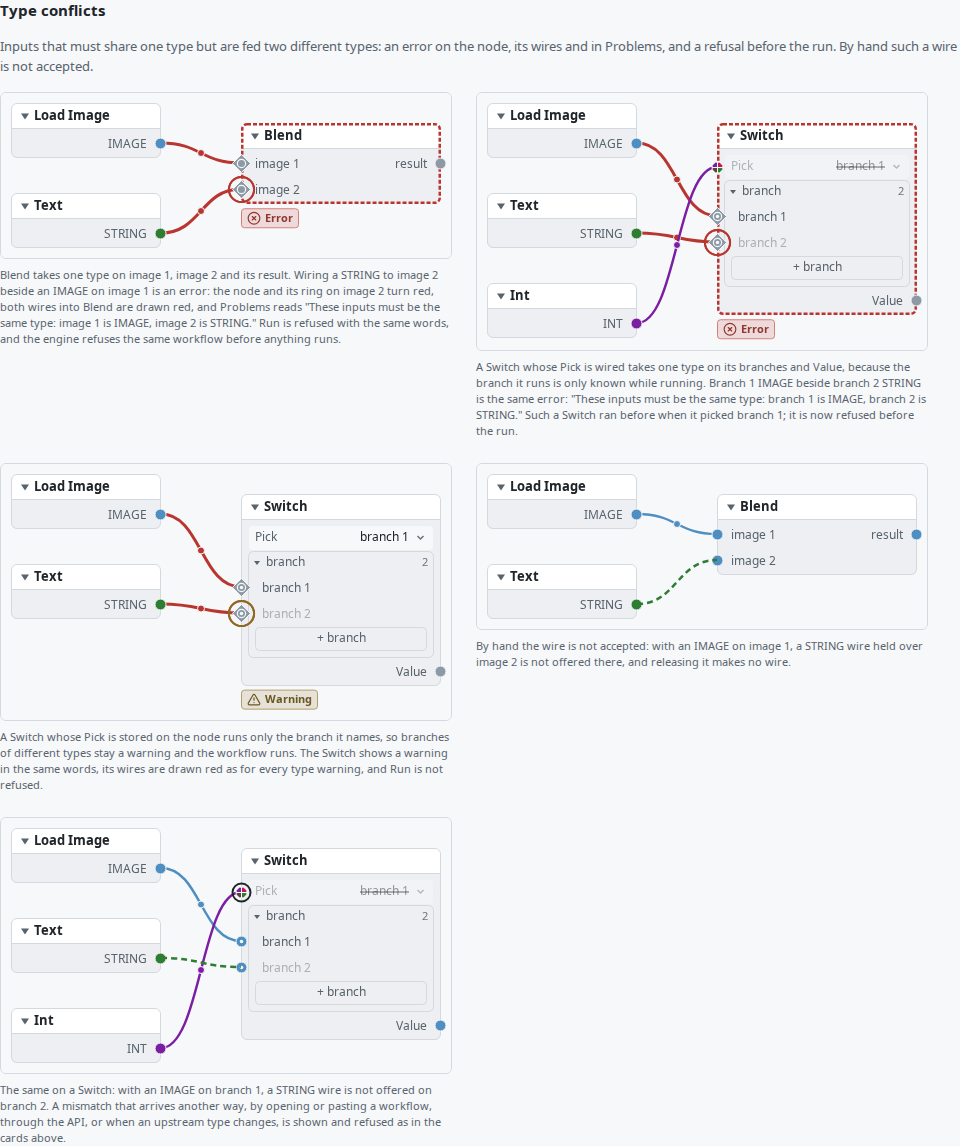 Type conflicts
Inputs that must share one type but are fed two different types: an error on the node, its wires and in Problems, and a refusal before the run. By hand such a wire
is not accepted.
Load Image
IMAGE
Text
STRING
Blend
image 1
result
image 2
Error
Blend takes one type on image 1, image 2 and its result. Wiring a STRING to image 2
beside an IMAGE on image 1 is an error: the node and its ring on image 2 turn red,
both wires into Blend are drawn red, and Problems reads "These inputs must be the
same type: image 1 is IMAGE, image 2 is STRING." Run is refused with the same words,
and the engine refuses the same workflow before anything runs.
Load Image
IMAGE
Text
STRING
Int
INT
Switch
Pick
branch 1
branch
2
branch 1
branch 2
+ branch
Value
Error
A Switch whose Pick is wired takes one type on its branches and Value, because the
branch it runs is only known while running. Branch 1 IMAGE beside branch 2 STRING
is the same error: "These inputs must be the same type: branch 1 is IMAGE, branch 2 is
STRING." Such a Switch ran before when it picked branch 1; it is now refused before
the run.
Load Image
IMAGE
Text
STRING
Switch
Pick
branch 1
branch
2
branch 1
branch 2
+ branch
Value
Warning
A Switch whose Pick is stored on the node runs only the branch it names, so branches
of different types stay a warning and the workflow runs. The Switch shows a warning
in the same words, its wires are drawn red as for every type warning, and Run is not
refused.
Load Image
IMAGE
Text
STRING
Blend
image 1
result
image 2
By hand the wire is not accepted: with an IMAGE on image 1, a STRING wire held over
image 2 is not offered there, and releasing it makes no wire.
Load Image
IMAGE
Text
STRING
Int
INT
Switch
Pick
branch 1
branch
2
branch 1
branch 2
+ branch
Value
The same on a Switch: with an IMAGE on branch 1, a STRING wire is not offered on
branch 2. A mismatch that arrives another way, by opening or pasting a workflow,
through the API, or when an upstream type changes, is shown and refused as in the
cards above.